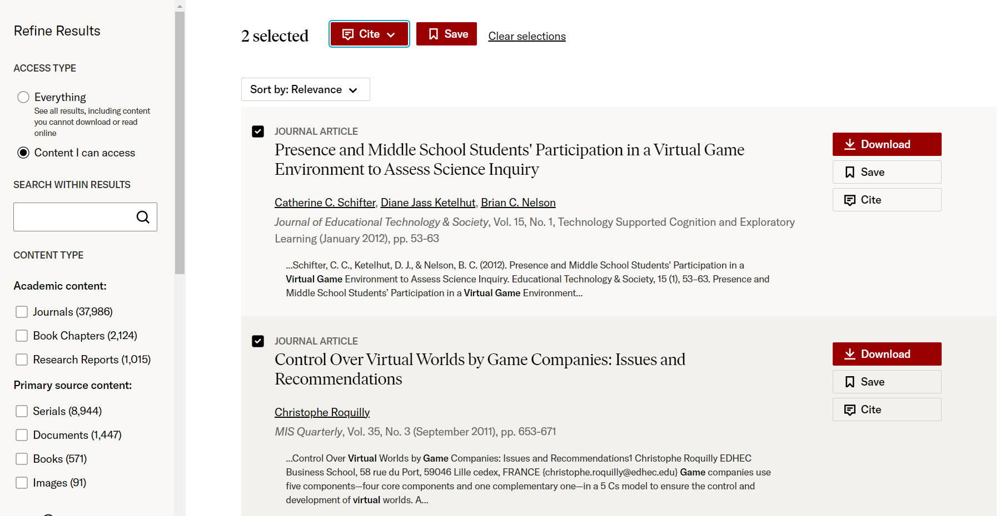 Refine Results
ACCESS TYPE
Everything
See all results, including content
you cannot download or read
online
Content I can access
SEARCH WITHIN RESULTS
CONTENT TYPE
Academic content:
Journals (37,986)
Book Chapters (2,124)
Research Reports (1,015)
Primary source content:
Serials (8,944)
Documents (1,447)
Books (571)
Images (91)
2 selected
Cite
Save
Clear selections
Sort by: Relevance
JOURNAL ARTICLE
Presence and Middle School Students' Participation in a Virtual Game
Environment to Assess Science Inquiry
Catherine C. Schifter, Diane Jass Ketelhut, Brian C. Nelson
Journal of Educational Technology & Society, Vol. 15, No. 1, Technology Supported Cognition and Exploratory
Learning (January 2012), pp. 53-63
...Schifter, C. C., Ketelhut, D. J., & Nelson, B. C. (2012). Presence and Middle School Students' Participation in a
Virtual Game Environment to Assess Science Inquiry. Educational Technology & Society, 15 (1), 53–63. Presence and
Middle School Students’ Participation in a Virtual Game Environment...
Download
Save
Cite
JOURNAL ARTICLE
Control Over Virtual Worlds by Game Companies: Issues and
Recommendations
Christophe Roquilly
MIS Quarterly, Vol. 35, No. 3 (September 2011), pp. 653-671
...Control Over Virtual Worlds by Game Companies: Issues and Recommendations1 Christophe Roquilly EDHEC
Business School, 58 rue du Port, 59046 Lille cedex, FRANCE {christophe.roquilly@edhec.edu} Game companies use
five components—four core components and one complementary one—in a 5 Cs model to ensure the control and
development of virtual worlds. A...
Download
Save
Cite